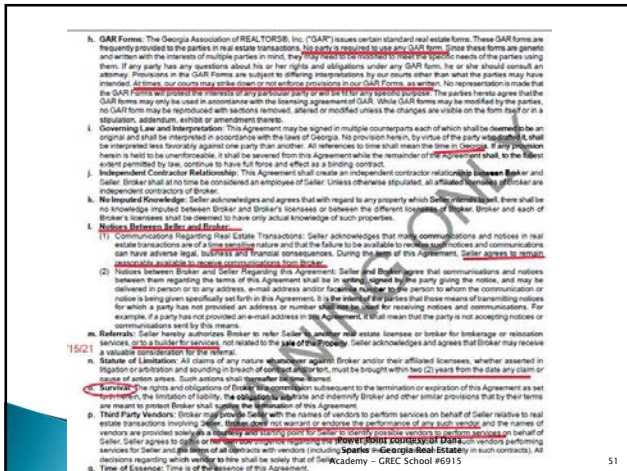 h. GAR Forms: The Georgia Association of REALTORS®, Inc. ("GAR") issues certain standard real estate forms. These GAR forms are
frequently provided to the parties in real estate transactions. No party is required to use any GAR form. Since these forms are generic
and written with the interests of multiple parties in mind, they may need to be modified to meet the specific needs of the parties using
them. If any party has any questions about his or her rights and obligations under any GAR form, he or she should consult an
attorney. Provisions in the GAR Forms are subject to differing interpretations by our courts other than what the parties may have
intended. At times, our courts may strike down or not enforce provisions in our GAR Forms, as written. No representation is made that
the GAR Forms will protect the interests of any particular party or will be fit for any specific purpose. The parties hereto agree that the
GAR forms may only be used in accordance with the licensing agreement of GAR. While GAR forms may be modified by the parties,
no GAR form may be reproduced with sections removed, altered or modified unless the changes are visible on the form itself or in a
stipulation, addendum, exhibit or amendment thereto.
i. Governing Law and Interpretation: This Agreement may be signed in multiple counterparts each of which shall be deemed to be an
original and shall be interpreted in accordance with the laws of Georgia. No provision herein, by virtue of the party who drafted it, shall
be interpreted less favorably against one party than another. All references to time shall mean the time in Georgia. If any provision
herein is held to be unenforceable, it shall be severed from this Agreement while the remainder of the Agreement shall, to the fullest
extent permitted by law, continue to have full force and effect as a binding contract.
j. Independent Contractor Relationship: This Agreement shall create an independent contractor relationship between Broker and
Seller. Broker shall at no time be considered an employee of Seller. Unless otherwise stipulated, all affiliated licensees of Broker are
independent contractors of Broker.
k. No Imputed Knowledge: Seller acknowledges and agrees that with regard to any property which Seller intends to sell, there shall be
no knowledge imputed between Broker and Broker's licensees or between the different licensees of Broker. Broker and each of
Broker's licensees shall be deemed to have only actual knowledge of such properties.
l. Notices Between Seller and Broker.
(1) Communications Regarding Real Estate Transactions: Seller acknowledges that many communications and notices in real
estate transactions are of a time sensitive nature and that the failure to be available to receive such notices and communications
can have adverse legal, business and financial consequences. During the term of this Agreement, Seller agrees to remain
reasonably available to receive communications from Broker.
(2) Notices between Broker and Seller Regarding this Agreement: Seller and Broker agree that communications and notices
between them regarding the terms of this Agreement shall be in writing, signed by the party giving the notice, and may be
delivered in person or to any address, e-mail address and/or facsimile number to the person to whom the communication or
notice is being given specifically set forth in this Agreement. It is the intent of the parties that those means of transmitting notices
for which a party has not provided an address or number shall not be used for receiving notices and communications. For
example, if a party has not provided an e-mail address in this Agreement, it shall mean that the party is not accepting notices or
communications sent by this means.
m. Referrals: Seller hereby authorizes Broker to refer Seller to another real estate licensee or broker for brokerage or relocation
services, or to a builder for services, not related to the sale of the Property. Seller acknowledges and agrees that Broker may receive
15/21
a valuable consideration for the referral.
n. Statute of Limitation: All claims of any nature whatsoever against Broker and/or their affiliated licensees, whether asserted in
litigation or arbitration and sounding in breach of contract and/or tort, must be brought within two (2) years from the date any claim or
cause of action arises. Such actions shall thereafter be time-barred.
o. Survival: The rights and obligations of Broker to a commission subsequent to the termination or expiration of this Agreement as set
forth herein, the limitation of liability, the obligation to arbitrate and indemnify Broker and other similar provisions that by their terms
are meant to protect Broker shall survive the termination of this Agreement.
p. Third Party Vendors: Broker may provide Seller with the names of vendors to perform services on behalf of Seller relative to real
estate transactions involving Seller. Broker does not warrant or endorse the performance of any such vendor and the names of
vendors are provided solely as a courtesy and starting point for Seller to identify possible vendors to perform services on behalf of
Seller. Seller agrees to do his or her own due diligence regarding the such vendors performing
services for Seller and the terms of all contracts with vendors (including in such contracts). All
decisions regarding which vendor to hire shall be solely that of Seller.
q. Time of Essence: Time is of the essence of this Agreement.
TRAINING ONLY
Power Point courtesy of Dana
Sparks – Georgia Real Estate
Academy – GREC School #6915
51